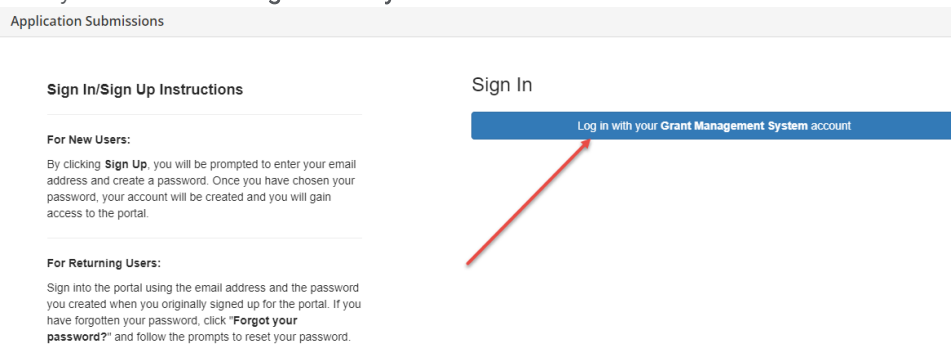 Application Submissions
Sign In/Sign Up Instructions
For New Users:
By clicking Sign Up, you will be prompted to enter your email
address and create a password. Once you have chosen your
password, your account will be created and you will gain
access to the portal.
For Returning Users:
Sign into the portal using the email address and the password
you created when you originally signed up for the portal. If you
have forgotten your password, click "Forgot your
password?" and follow the prompts to reset your password.
Sign In
Log in with your Grant Management System account